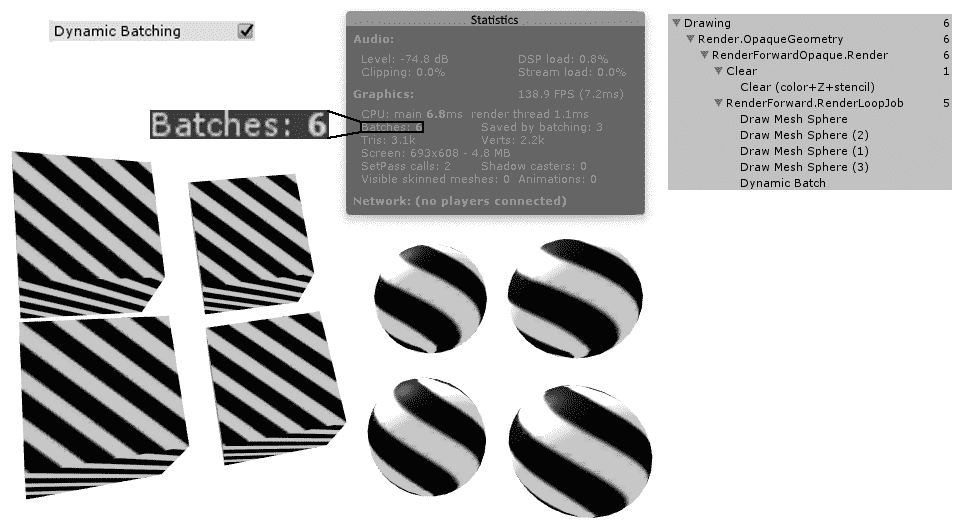 Dynamic Batching
Statistics
Audio:
Level: -74.8 dB DSP load: 0.8%
Clipping: 0.0% Stream load: 0.0%
Graphics: 138.9 FPS (7.2ms)
CPU: main 6.8ms render thread 1.1ms
Batches: 6 Saved by batching: 3
Tris: 3.1k Verts: 2.2k
Screen: 693x608 - 4.8 MB
SetPass calls: 2 Shadow casters: 0
Visible skinned meshes: 0 Animations: 0
Network: (no players connected)
Batches: 6
Drawing 6
Render.OpaqueGeometry 6
RenderForwardOpaque.Render 6
Clear 1
Clear (color+Z+stencil)
RenderForward.RenderLoopJob 5
Draw Mesh Sphere
Draw Mesh Sphere (2)
Draw Mesh Sphere (1)
Draw Mesh Sphere (3)
Dynamic Batch